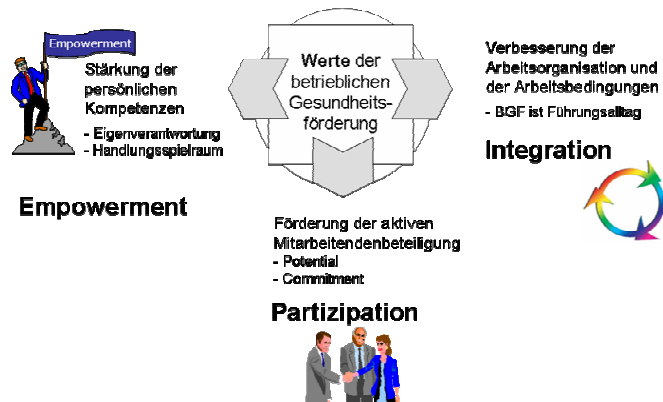 Empowerment
Stärkung der
persönlichen
Kompetenzen
- Eigenverantwortung
- Handlungsspielraum
Empowerment
Werte der
betrieblichen
Gesundheits-
förderung
Verbesserung der
Arbeitsorganisation und
der Arbeitsbedingungen
- BGF ist Führungsalltag
Integration
Förderung der aktiven
Mitarbeitendenbeteiligung
- Potential
- Commitment
Partizipation